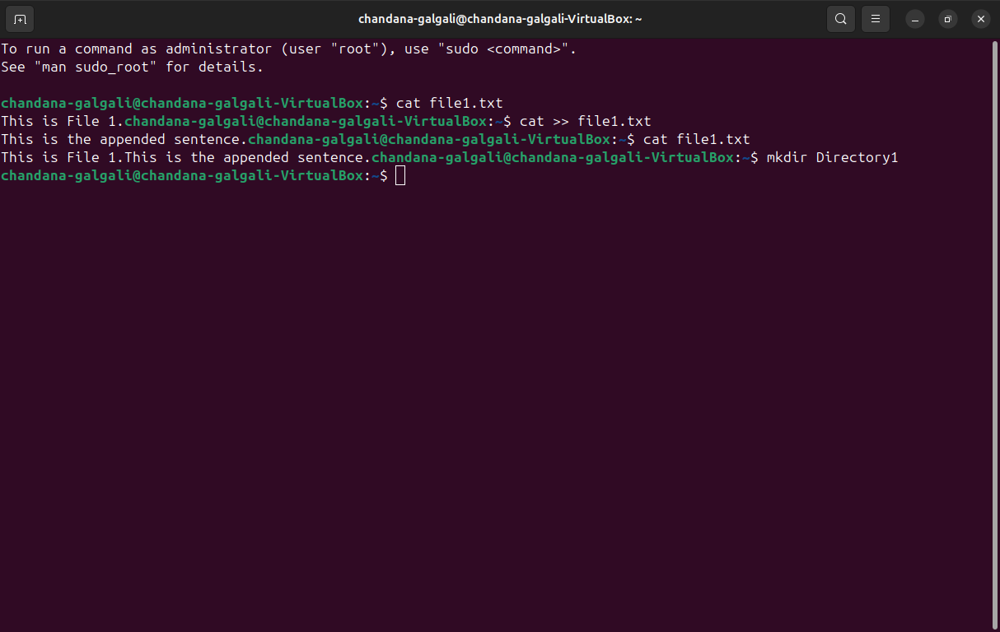 chandana-galgali@chandana-galgali-VirtualBox: ~
To run a command as administrator (user "root"), use "sudo <command>".
See "man sudo_root" for details.
chandana-galgali@chandana-galgali-VirtualBox:~$ cat file1.txt
This is File 1.chandana-galgali@chandana-galgali-VirtualBox:~$ cat >> file1.txt
This is the appended sentence.chandana-galgali@chandana-galgali-VirtualBox:~$ cat file1.txt
This is File 1.This is the appended sentence.chandana-galgali@chandana-galgali-VirtualBox:~$ mkdir Directory1
chandana-galgali@chandana-galgali-VirtualBox:~$